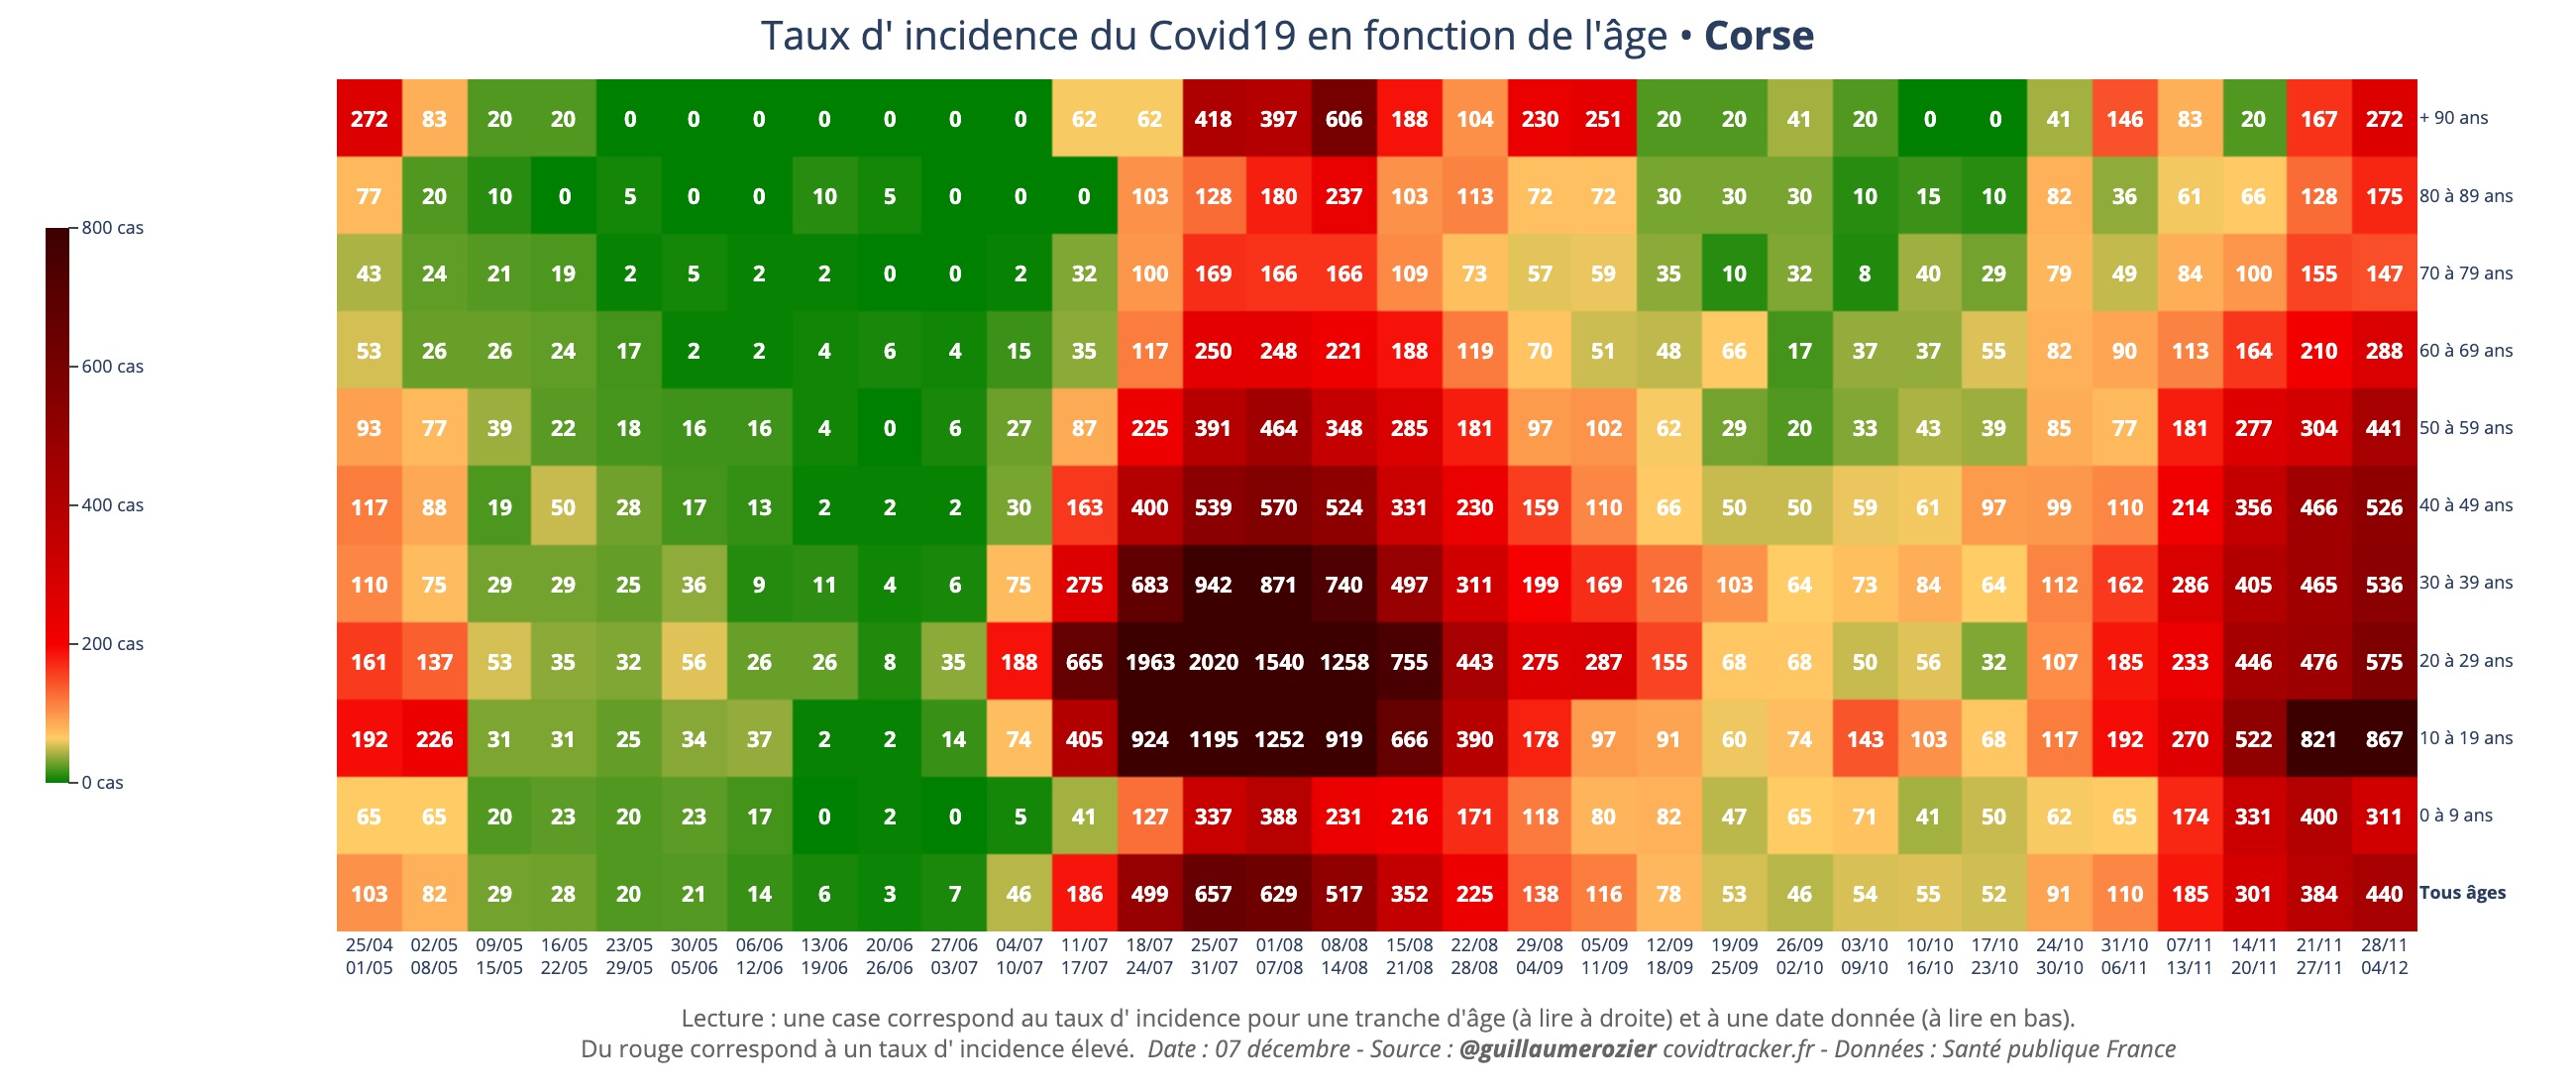 Taux d' incidence du Covid19 en fonction de l'âge • Corse
272 83 20 20 0 0 0 0 0 0 0 62 62 418 397 606 188 104 230 251 20 20 41 20 0 0 41 146 83 20 167 272 + 90 ans
77 20 10 0 5 0 0 10 5 0 0 0 103 128 180 237 103 113 72 72 30 30 30 10 15 10 82 36 61 66 128 175 80 à 89 ans
800 cas
43 24 21 19 2 5 2 2 0 0 2 32 100 169 166 166 109 73 57 59 35 10 32 8 40 29 79 49 84 100 155 147 70 à 79 ans
53 26 26 24 17 2 2 4 6 4 15 35 117 250 248 221 188 119 70 51 48 66 17 37 37 55 82 90 113 164 210 288 60 à 69 ans
600 cas
93 77 39 22 18 16 16 4 0 6 27 87 225 391 464 348 285 181 97 102 62 29 20 33 43 39 85 77 181 277 304 441 50 à 59 ans
400 cas
117 88 19 50 28 17 13 2 2 2 30 163 400 539 570 524 331 230 159 110 66 50 50 59 61 97 99 110 214 356 466 526 40 à 49 ans
110 75 29 29 25 36 9 11 4 6 75 275 683 942 871 740 497 311 199 169 126 103 64 73 84 64 112 162 286 405 465 536 30 à 39 ans
200 cas
161 137 53 35 32 56 26 26 8 35 188 665 1963 2020 1540 1258 755 443 275 287 155 68 68 50 56 32 107 185 233 446 476 575 20 à 29 ans
192 226 31 31 25 34 37 2 2 14 74 405 924 1195 1252 919 666 390 178 97 91 60 74 143 103 68 117 192 270 522 821 867 10 à 19 ans
0 cas
65 65 20 23 20 23 17 0 2 0 5 41 127 337 388 231 216 171 118 80 82 47 65 71 41 50 62 65 174 331 400 311 0 à 9 ans
103 82 29 28 20 21 14 6 3 7 46 186 499 657 629 517 352 225 138 116 78 53 46 54 55 52 91 110 185 301 384 440 Tous âges
25/04 02/05 09/05 16/05 23/05 30/05 06/06 13/06 20/06 27/06 04/07 11/07 18/07 25/07 01/08 08/08 15/08 22/08 29/08 05/09 12/09 19/09 26/09 03/10 10/10 17/10 24/10 31/10 07/11 14/11 21/11 28/11
01/05 08/05 15/05 22/05 29/05 05/06 12/06 19/06 26/06 03/07 10/07 17/07 24/07 31/07 07/08 14/08 21/08 28/08 04/09 11/09 18/09 25/09 02/10 09/10 16/10 23/10 30/10 06/11 13/11 20/11 27/11 04/12
Lecture : une case correspond au taux d' incidence pour une tranche d'âge (à lire à droite) et à une date donnée (à lire en bas).
Du rouge correspond à un taux d' incidence élevé. Date : 07 décembre - Source : @guillaumerozier covidtracker.fr - Données : Santé publique France